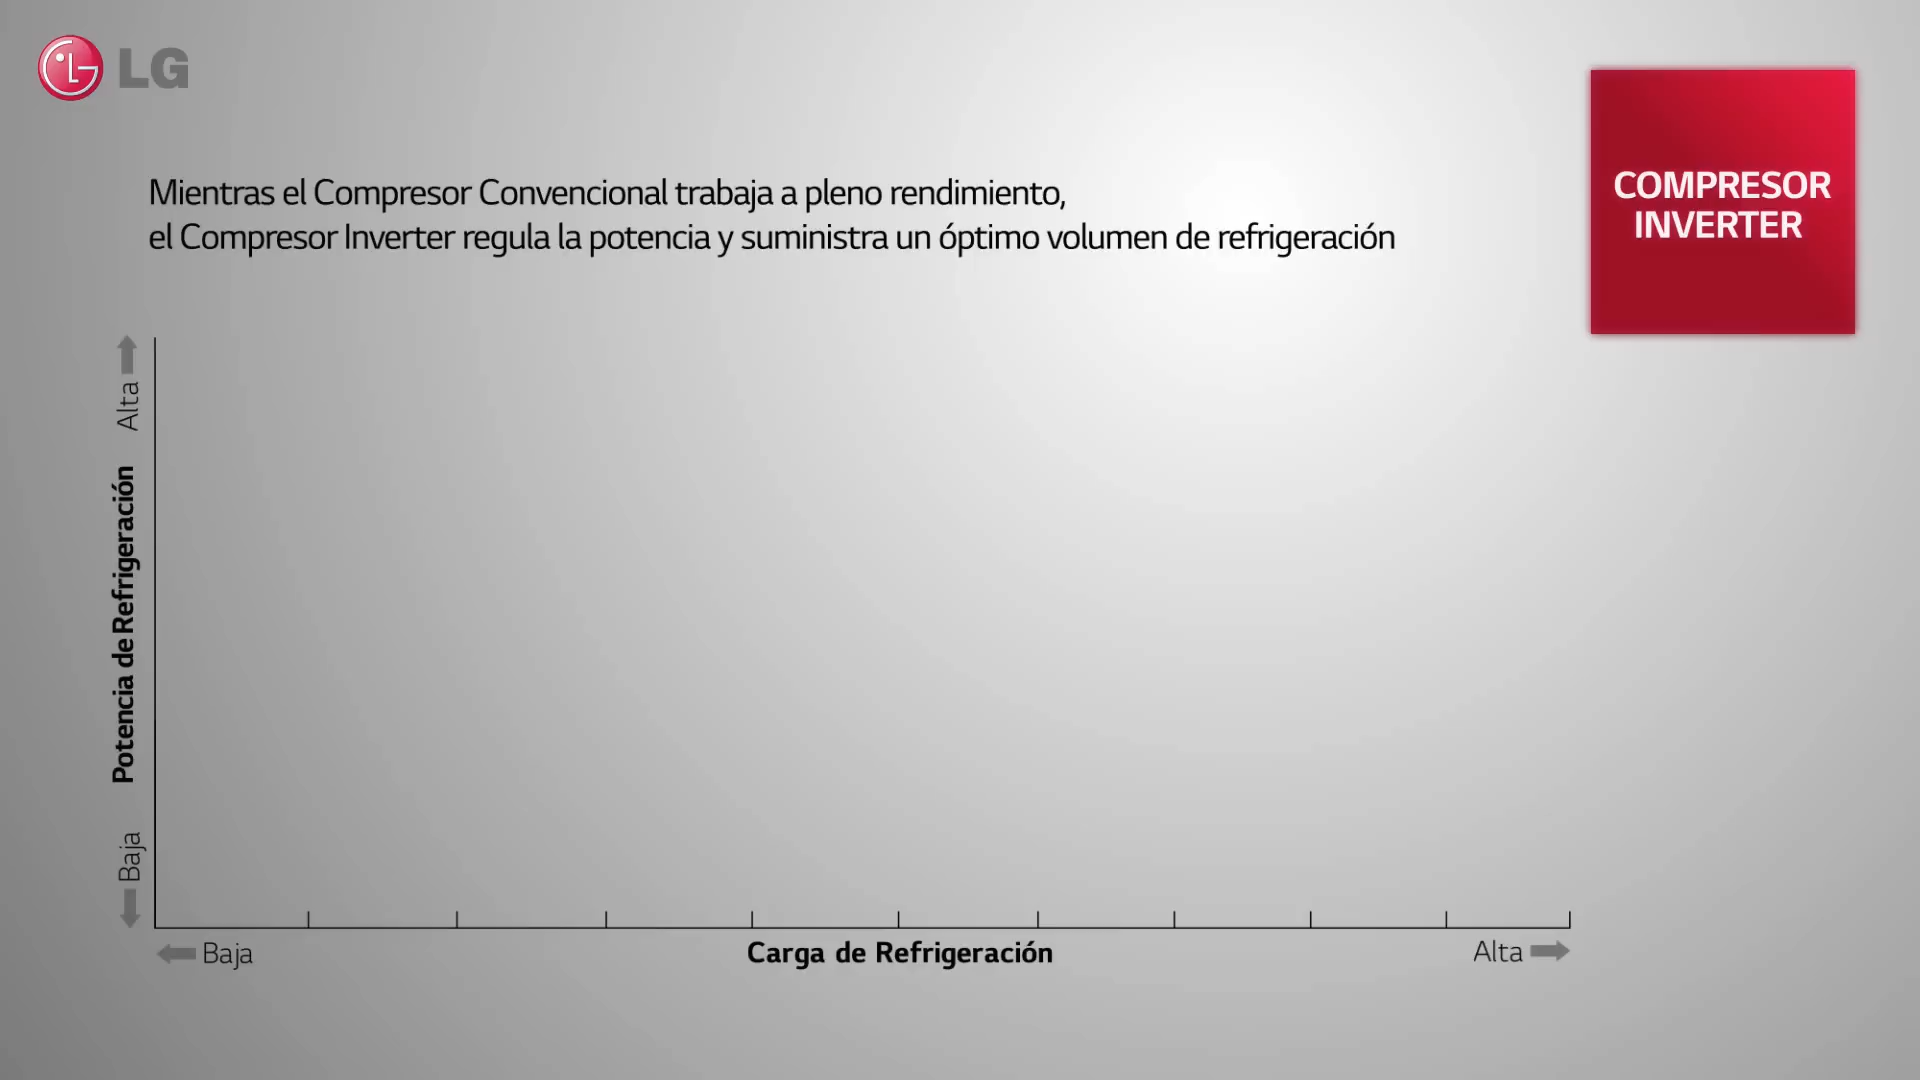 LG
COMPRESOR
INVERTER
Mientras el Compresor Convencional trabaja a pleno rendimiento,
el Compresor Inverter regula la potencia y suministra un óptimo volumen de refrigeración
Alta
Potencia de Refrigeración
Baja
Baja
Carga de Refrigeración
Alta